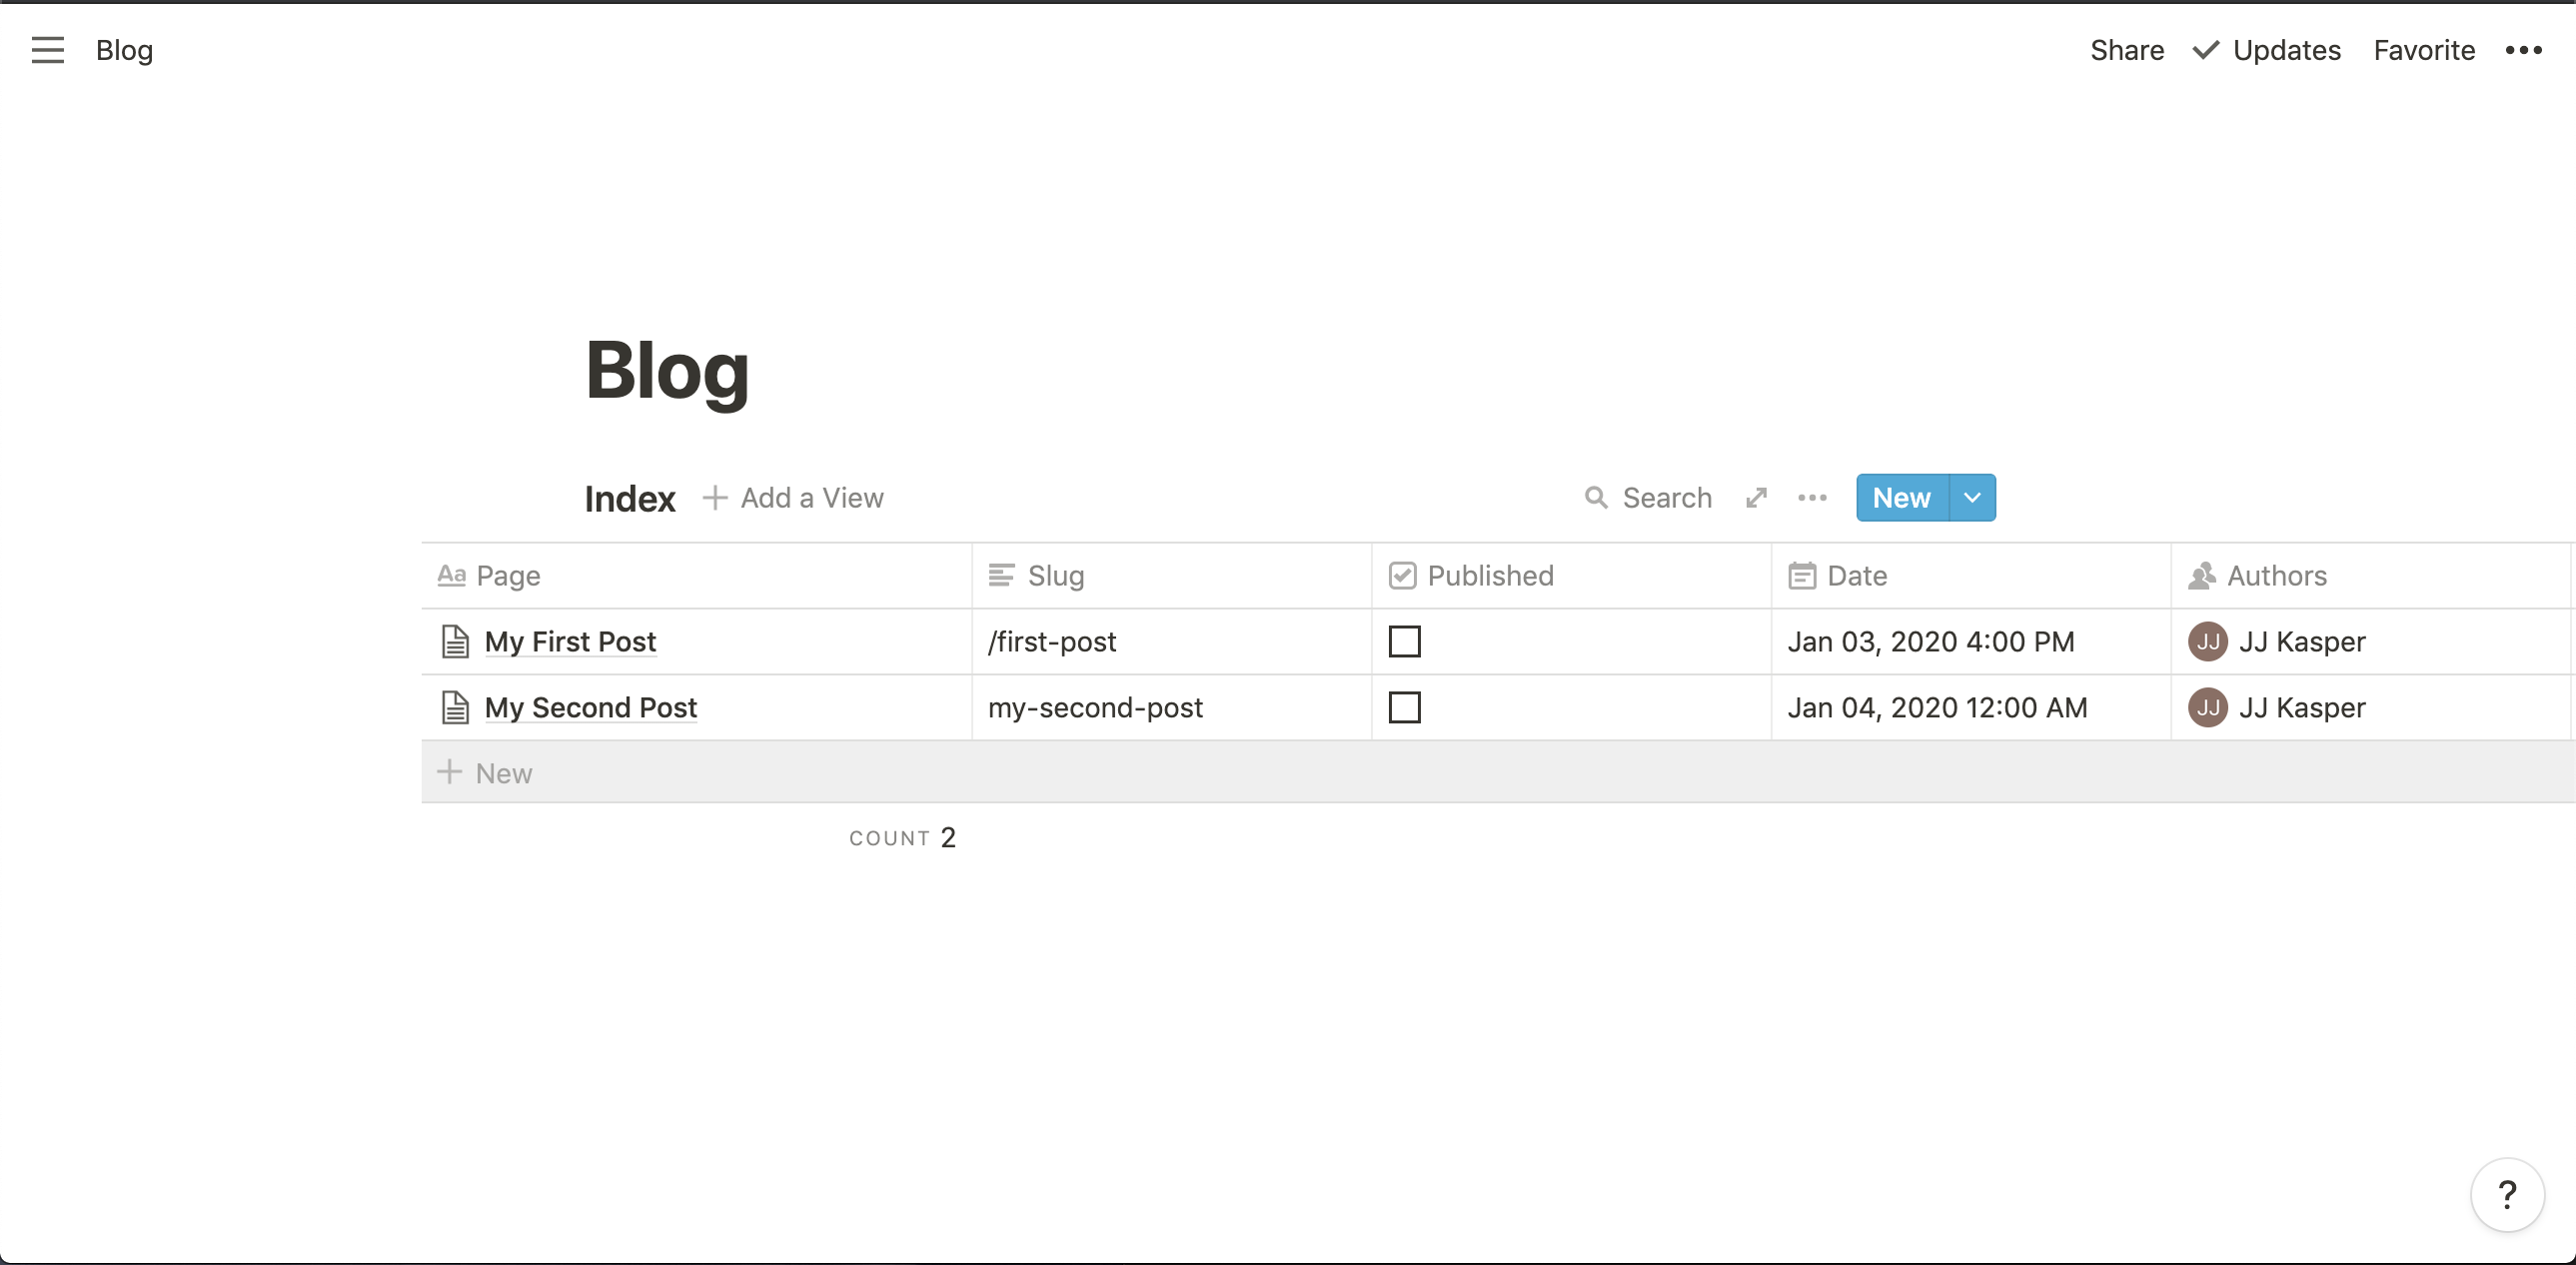 Blog Share Updates Favorite
Blog
Index Add a View Search New
Aa Page Slug Published Date Authors
My First Post /first-post Jan 03, 2020 4:00 PM JJ JJ Kasper
My Second Post my-second-post Jan 04, 2020 12:00 AM JJ JJ Kasper
New
COUNT 2
?